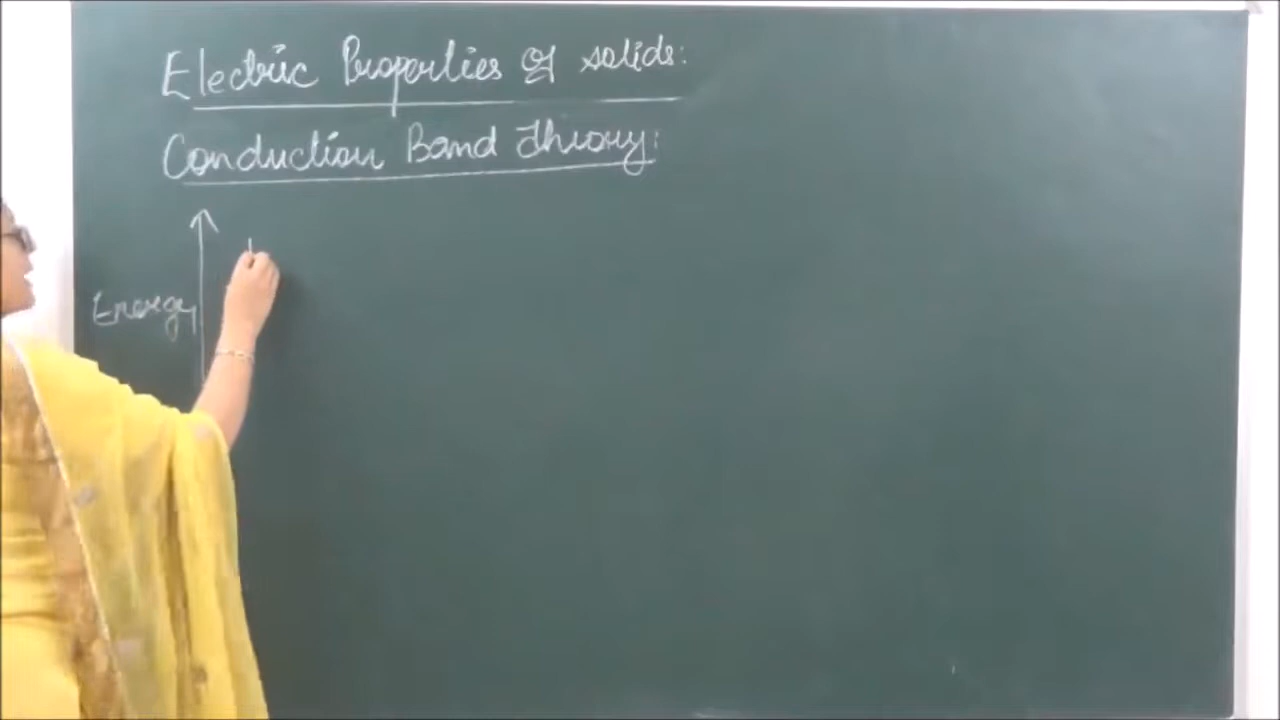 Electric Properties of solids:
Conduction Band Theory:
Energy